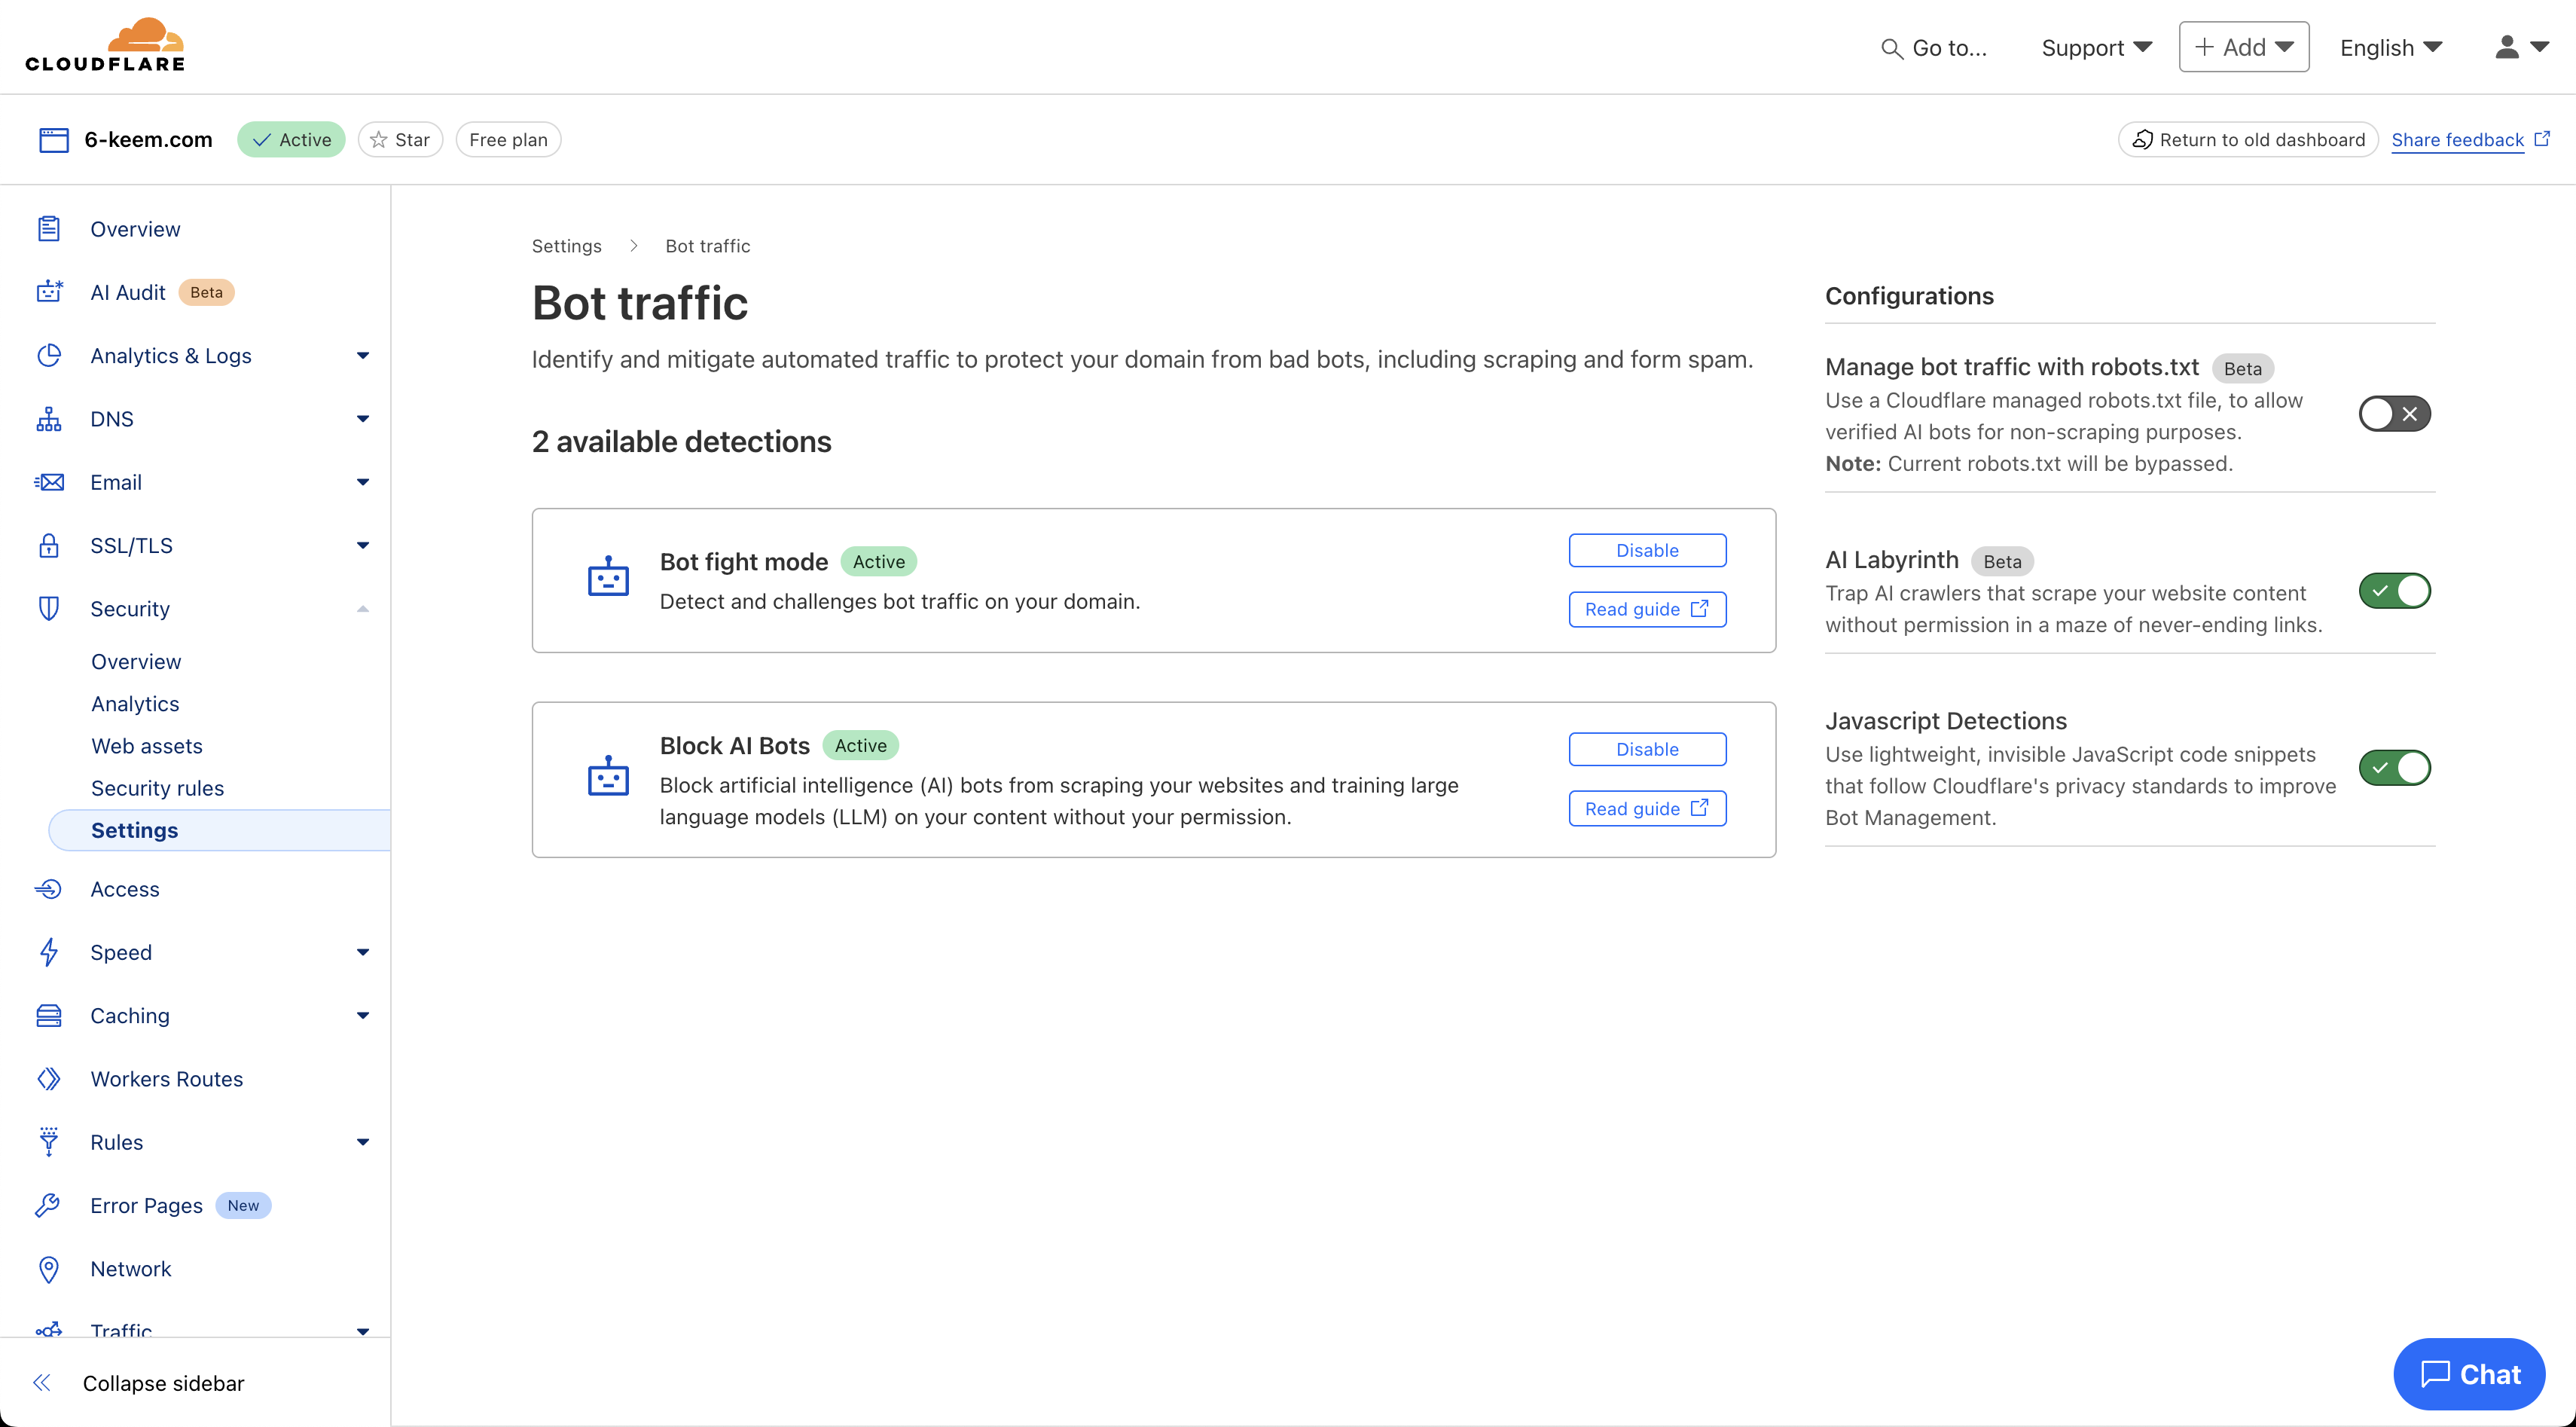 CLOUDFLARE
Go to...
Support
Add
English
6-keem.com
Active
Star
Free plan
Return to old dashboard
Share feedback
Overview
AI Audit Beta
Analytics & Logs
DNS
Email
SSL/TLS
Security
Overview
Analytics
Web assets
Security rules
Settings
Access
Speed
Caching
Workers Routes
Rules
Error Pages New
Network
Traffic
Collapse sidebar
Settings > Bot traffic
Bot traffic
Identify and mitigate automated traffic to protect your domain from bad bots, including scraping and form spam.
2 available detections
Bot fight mode Active
Detect and challenges bot traffic on your domain.
Disable
Read guide
Block AI Bots Active
Block artificial intelligence (AI) bots from scraping your websites and training large
language models (LLM) on your content without your permission.
Disable
Read guide
Configurations
Manage bot traffic with robots.txt Beta
Use a Cloudflare managed robots.txt file, to allow
verified AI bots for non-scraping purposes.
Note: Current robots.txt will be bypassed.
AI Labyrinth Beta
Trap AI crawlers that scrape your website content
without permission in a maze of never-ending links.
Javascript Detections
Use lightweight, invisible JavaScript code snippets
that follow Cloudflare's privacy standards to improve
Bot Management.
Chat